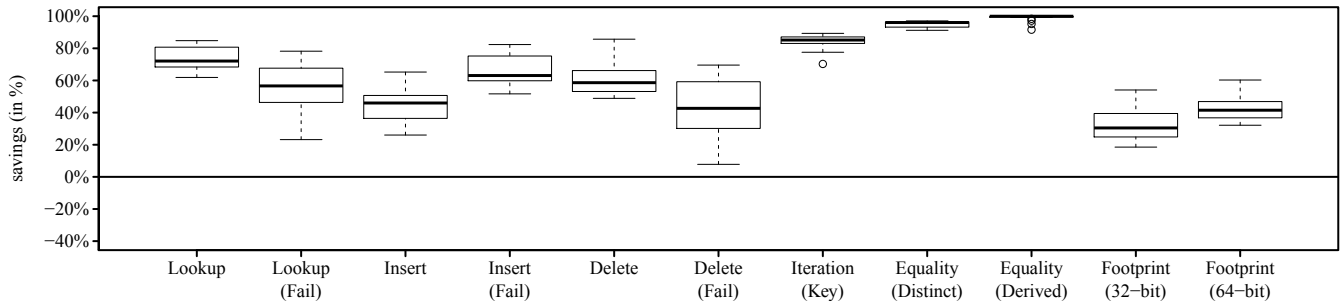 savings (in %)
100%
80%
60%
40%
20%
0%
−20%
−40%
Lookup
Lookup
(Fail)
Insert
Insert
(Fail)
Delete
Delete
(Fail)
Iteration
(Key)
Equality
(Distinct)
Equality
(Derived)
Footprint
(32−bit)
Footprint
(64−bit)